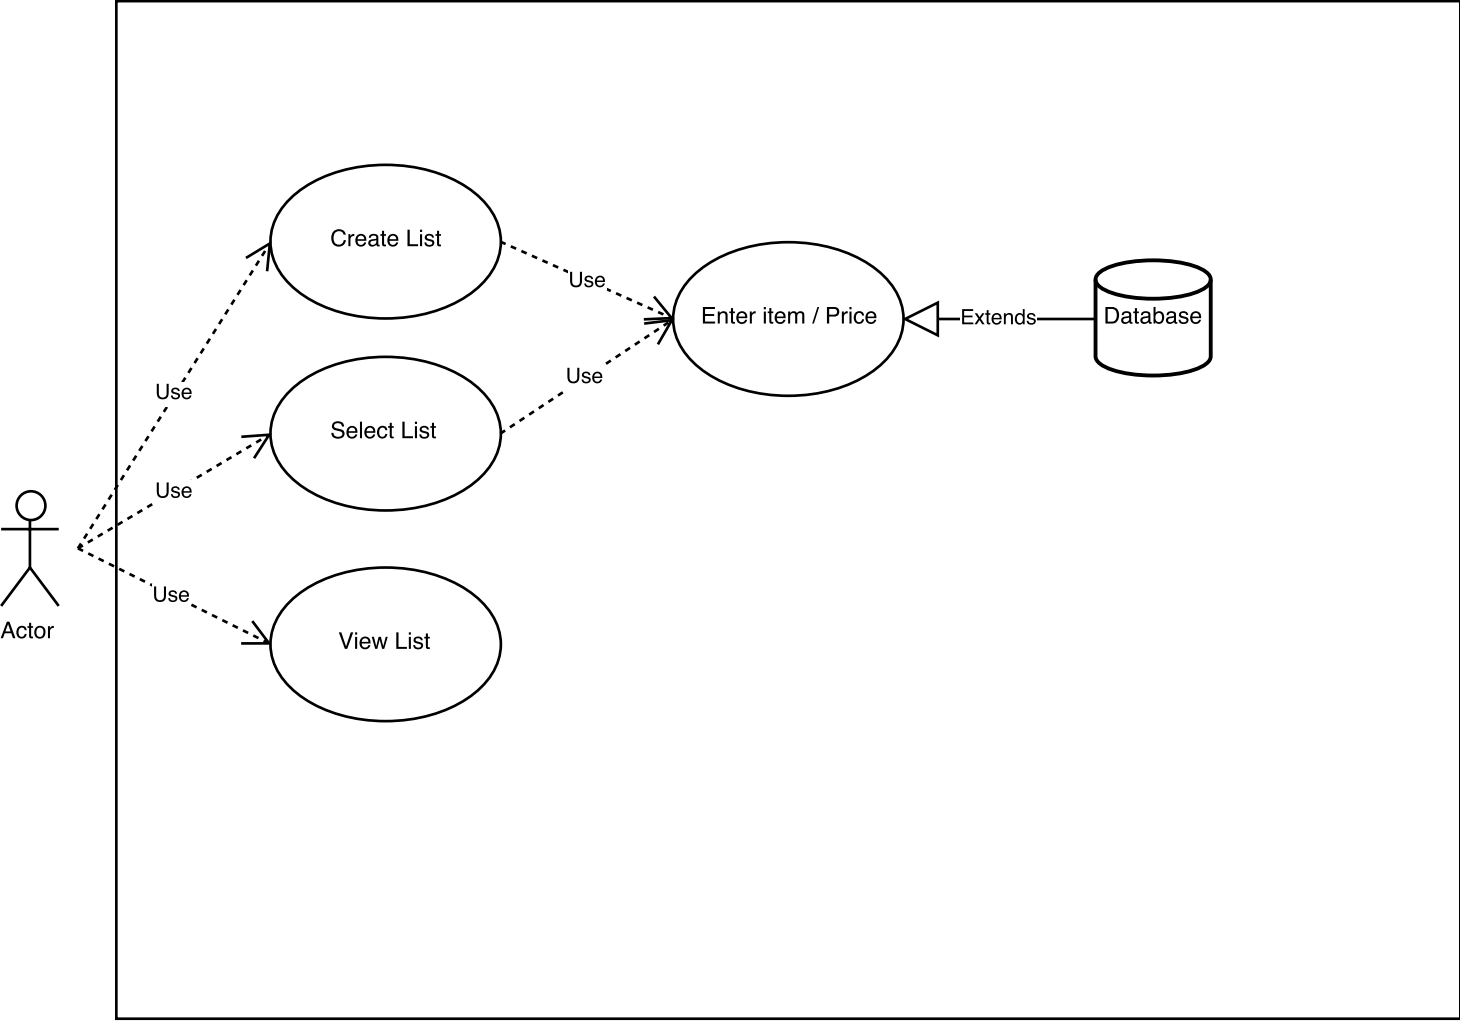 Create List
Use
Enter item / Price
Extends
Database
Use
Use
Select List
Use
Use
Actor
View List